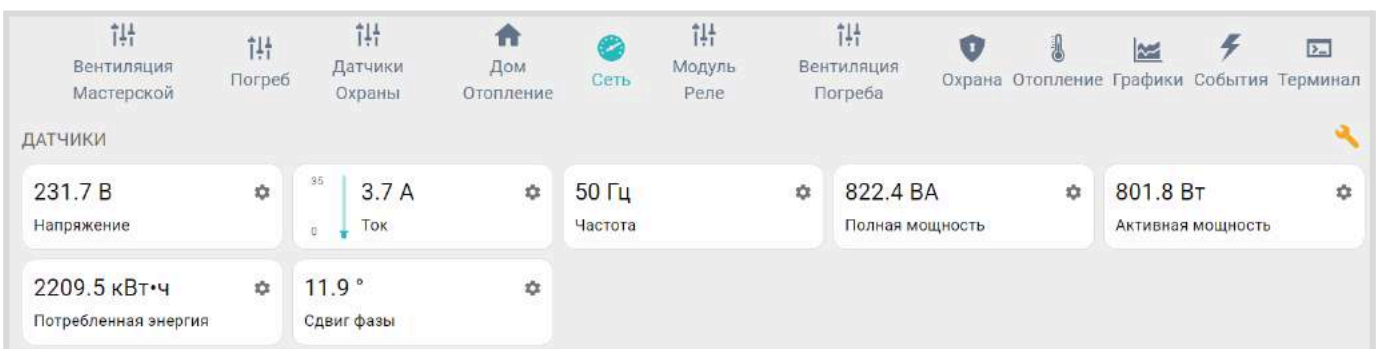 Вентиляция
Мастерской
Погреб
Датчики
Охраны
Дом
Отопление
Сеть
Модуль
Реле
Вентиляция
Погреба
Охрана
Отопление
Графики
События
Терминал
ДАТЧИКИ
231.7 В
Напряжение
35
0
3.7 А
Ток
50 Гц
Частота
822.4 ВА
Полная мощность
801.8 Вт
Активная мощность
2209.5 кВт•ч
Потребленная энергия
11.9 °
Сдвиг фазы